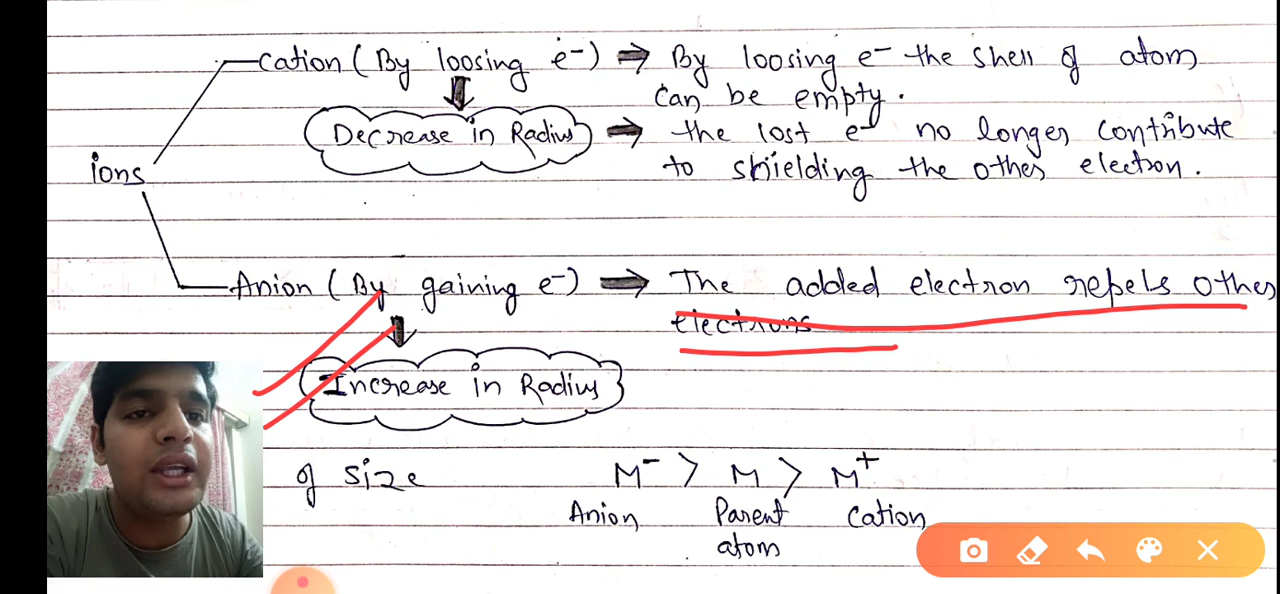 Cation (By loosing e-) ⇒ By loosing e- the shell of atom
can be empty.
Decrease in Radius ⇒ the lost e- no longer contribute
to shielding the other electron.
ions
Anion (By gaining e-) ⇒ The added electron repels other
electrons
Increase in Radius
of size M- > M > M+
Anion Parent Cation
atom